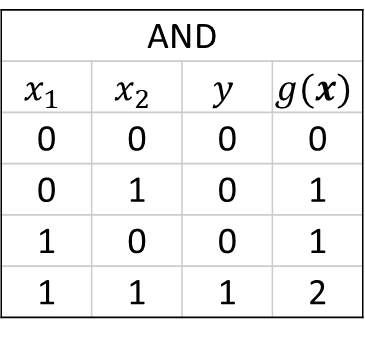 AND
x₁ x₂ y g(x)
0 0 0 0
0 1 0 1
1 0 0 1
1 1 1 2